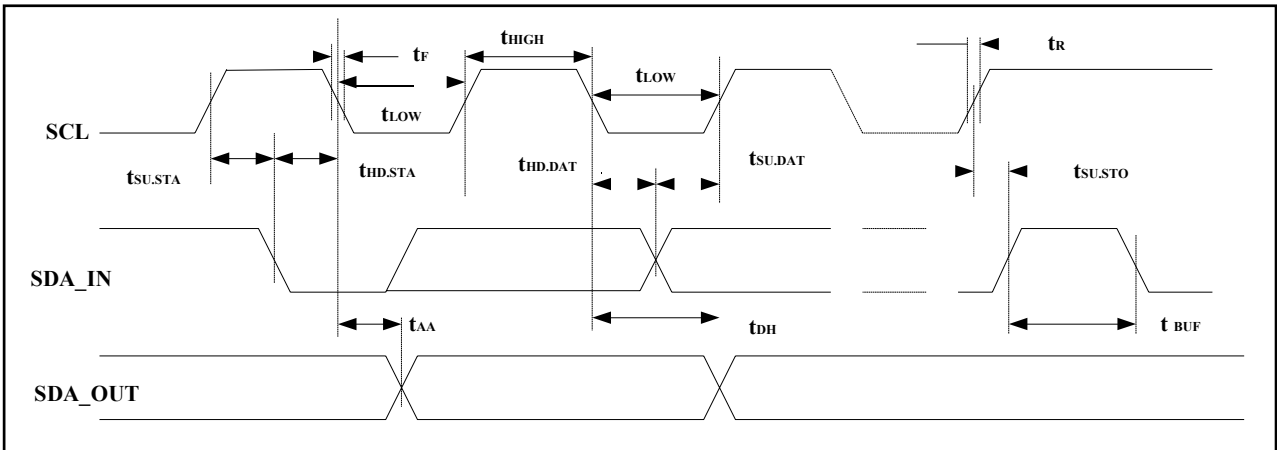 tF
tHIGH
tR
tLOW
tLOW
SCL
tSU.STA
tHD.STA
tHD.DAT
tSU.DAT
tSU.STO
SDA_IN
tAA
tDH
t BUF
SDA_OUT